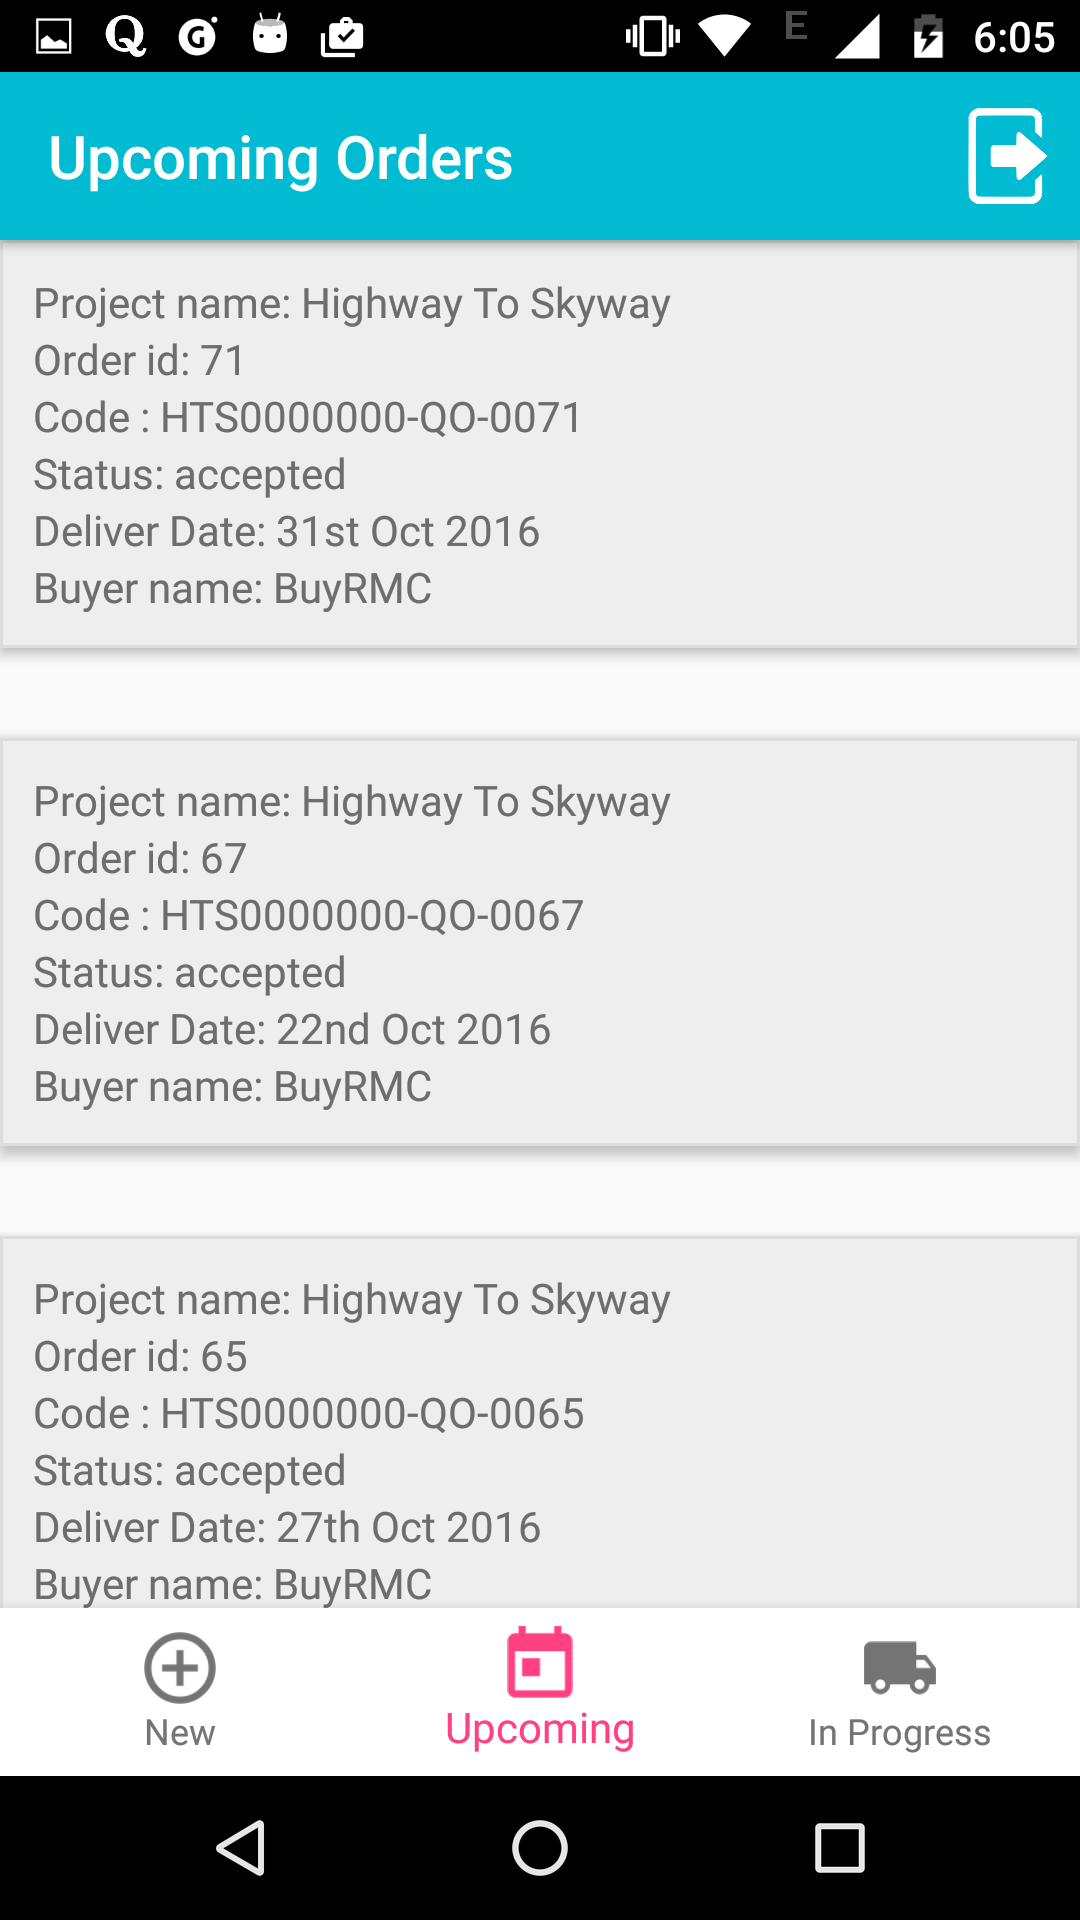 E 6:05
Upcoming Orders
Project name: Highway To Skyway
Order id: 71
Code : HTS0000000-QO-0071
Status: accepted
Deliver Date: 31st Oct 2016
Buyer name: BuyRMC
Project name: Highway To Skyway
Order id: 67
Code : HTS0000000-QO-0067
Status: accepted
Deliver Date: 22nd Oct 2016
Buyer name: BuyRMC
Project name: Highway To Skyway
Order id: 65
Code : HTS0000000-QO-0065
Status: accepted
Deliver Date: 27th Oct 2016
Buyer name: BuyRMC
New Upcoming In Progress